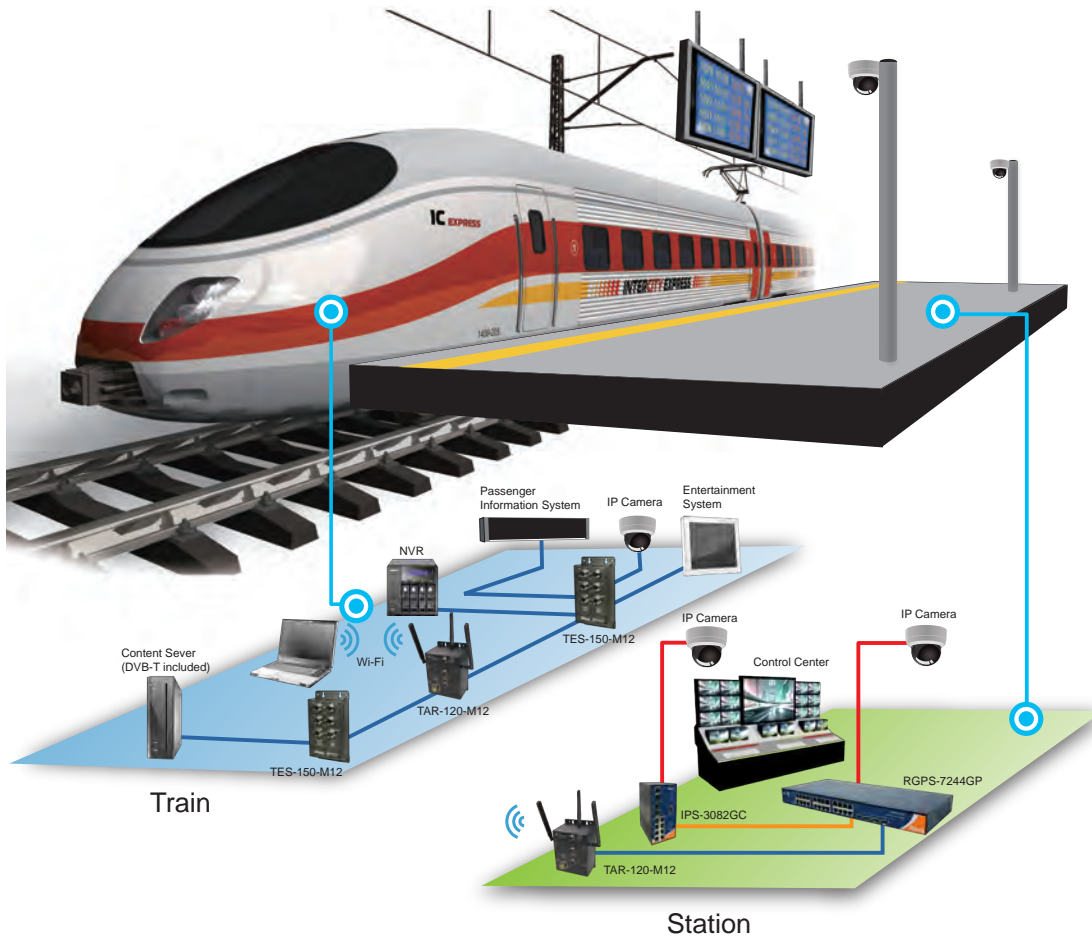 IC EXPRESS
INTERCITY EXPRESS
Passenger
Information System
IP Camera
Entertainment
System
NVR
TES-150-M12
Wi-Fi
Content Sever
(DVB-T included)
TAR-120-M12
TES-150-M12
Train
IP Camera
IP Camera
Control Center
RGPS-7244GP
IPS-3082GC
TAR-120-M12
Station